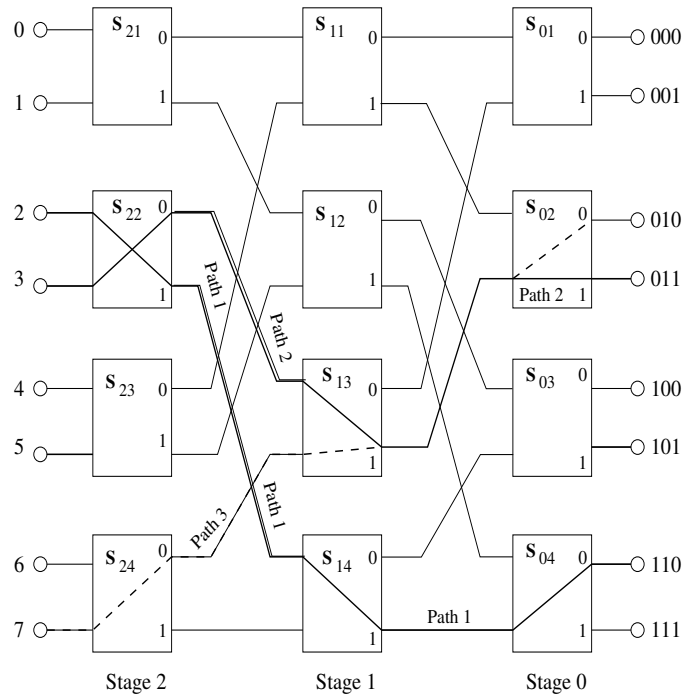 0 S21 0 S11 0 S01 0 000
1 1 1 1 001
2 S22 0 S12 0 S02 0 010
3 1 Path 1 Path 2 1 Path 2 1 011
4 S23 0 S13 0 S03 0 100
5 1 1 1 101
Path 3 Path 1
6 S24 0 S14 0 S04 0 110
7 1 1 Path 1 1 111
Stage 2 Stage 1 Stage 0